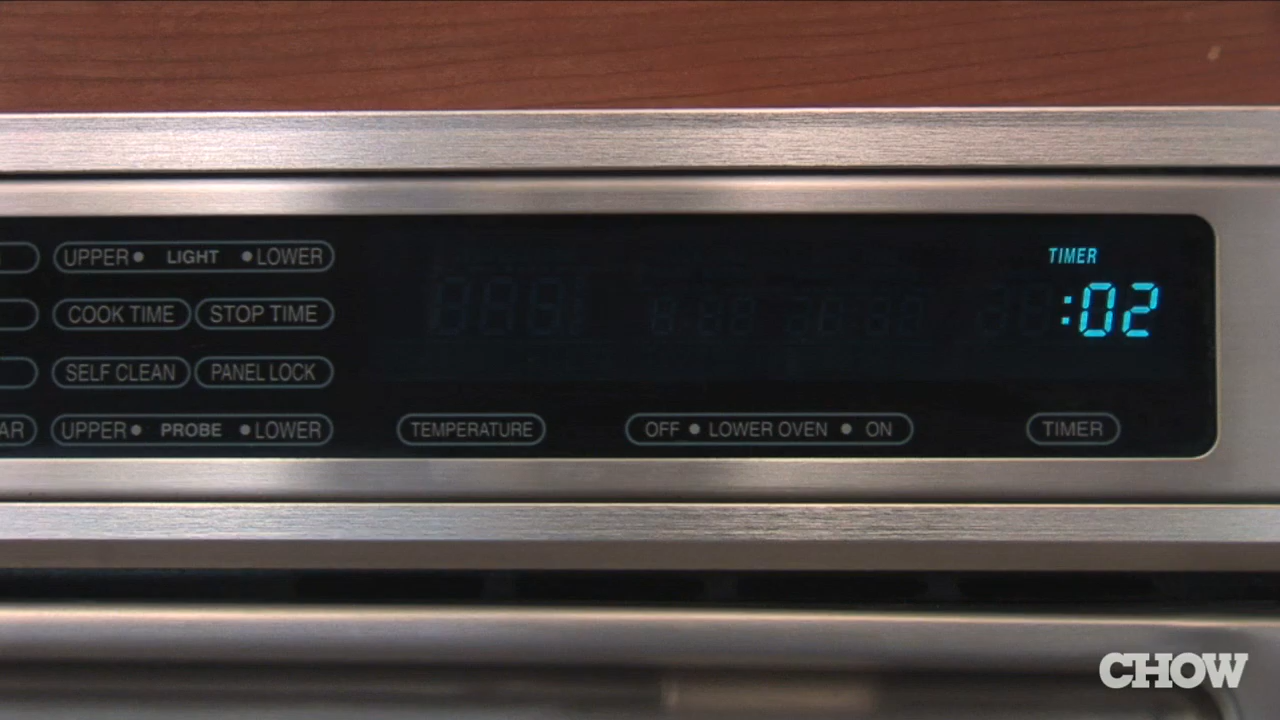 UPPER • LIGHT • LOWER
TIMER
:02
COOK TIME STOP TIME
SELF CLEAN PANEL LOCK
AR UPPER • PROBE • LOWER TEMPERATURE OFF • LOWER OVEN • ON TIMER
CHOW